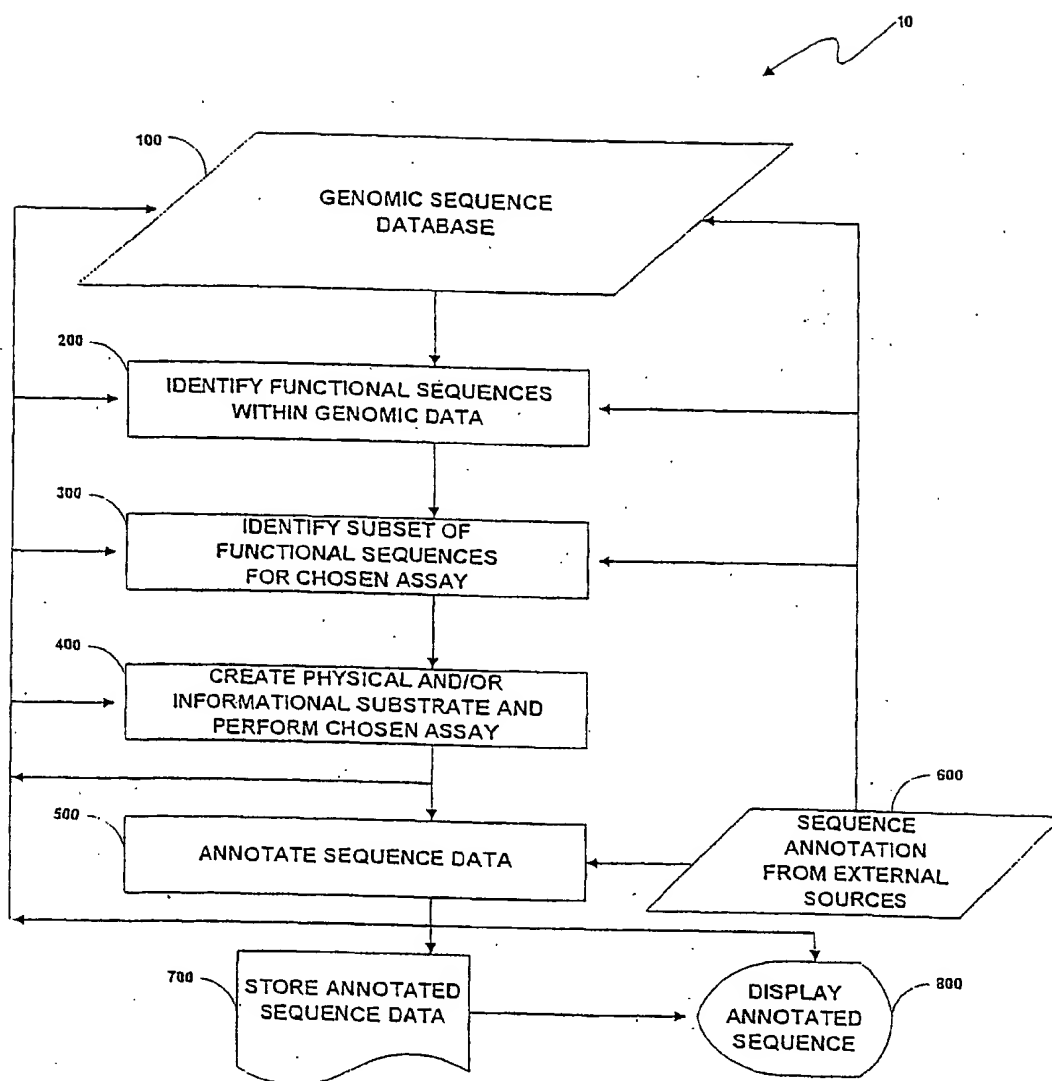 10
100
GENOMIC SEQUENCE
DATABASE
200
IDENTIFY FUNCTIONAL SEQUENCES
WITHIN GENOMIC DATA
300
IDENTIFY SUBSET OF
FUNCTIONAL SEQUENCES
FOR CHOSEN ASSAY
400
CREATE PHYSICAL AND/OR
INFORMATIONAL SUBSTRATE AND
PERFORM CHOSEN ASSAY
500
ANNOTATE SEQUENCE DATA
600
SEQUENCE
ANNOTATION
FROM EXTERNAL
SOURCES
700
STORE ANNOTATED
SEQUENCE DATA
800
DISPLAY
ANNOTATED
SEQUENCE